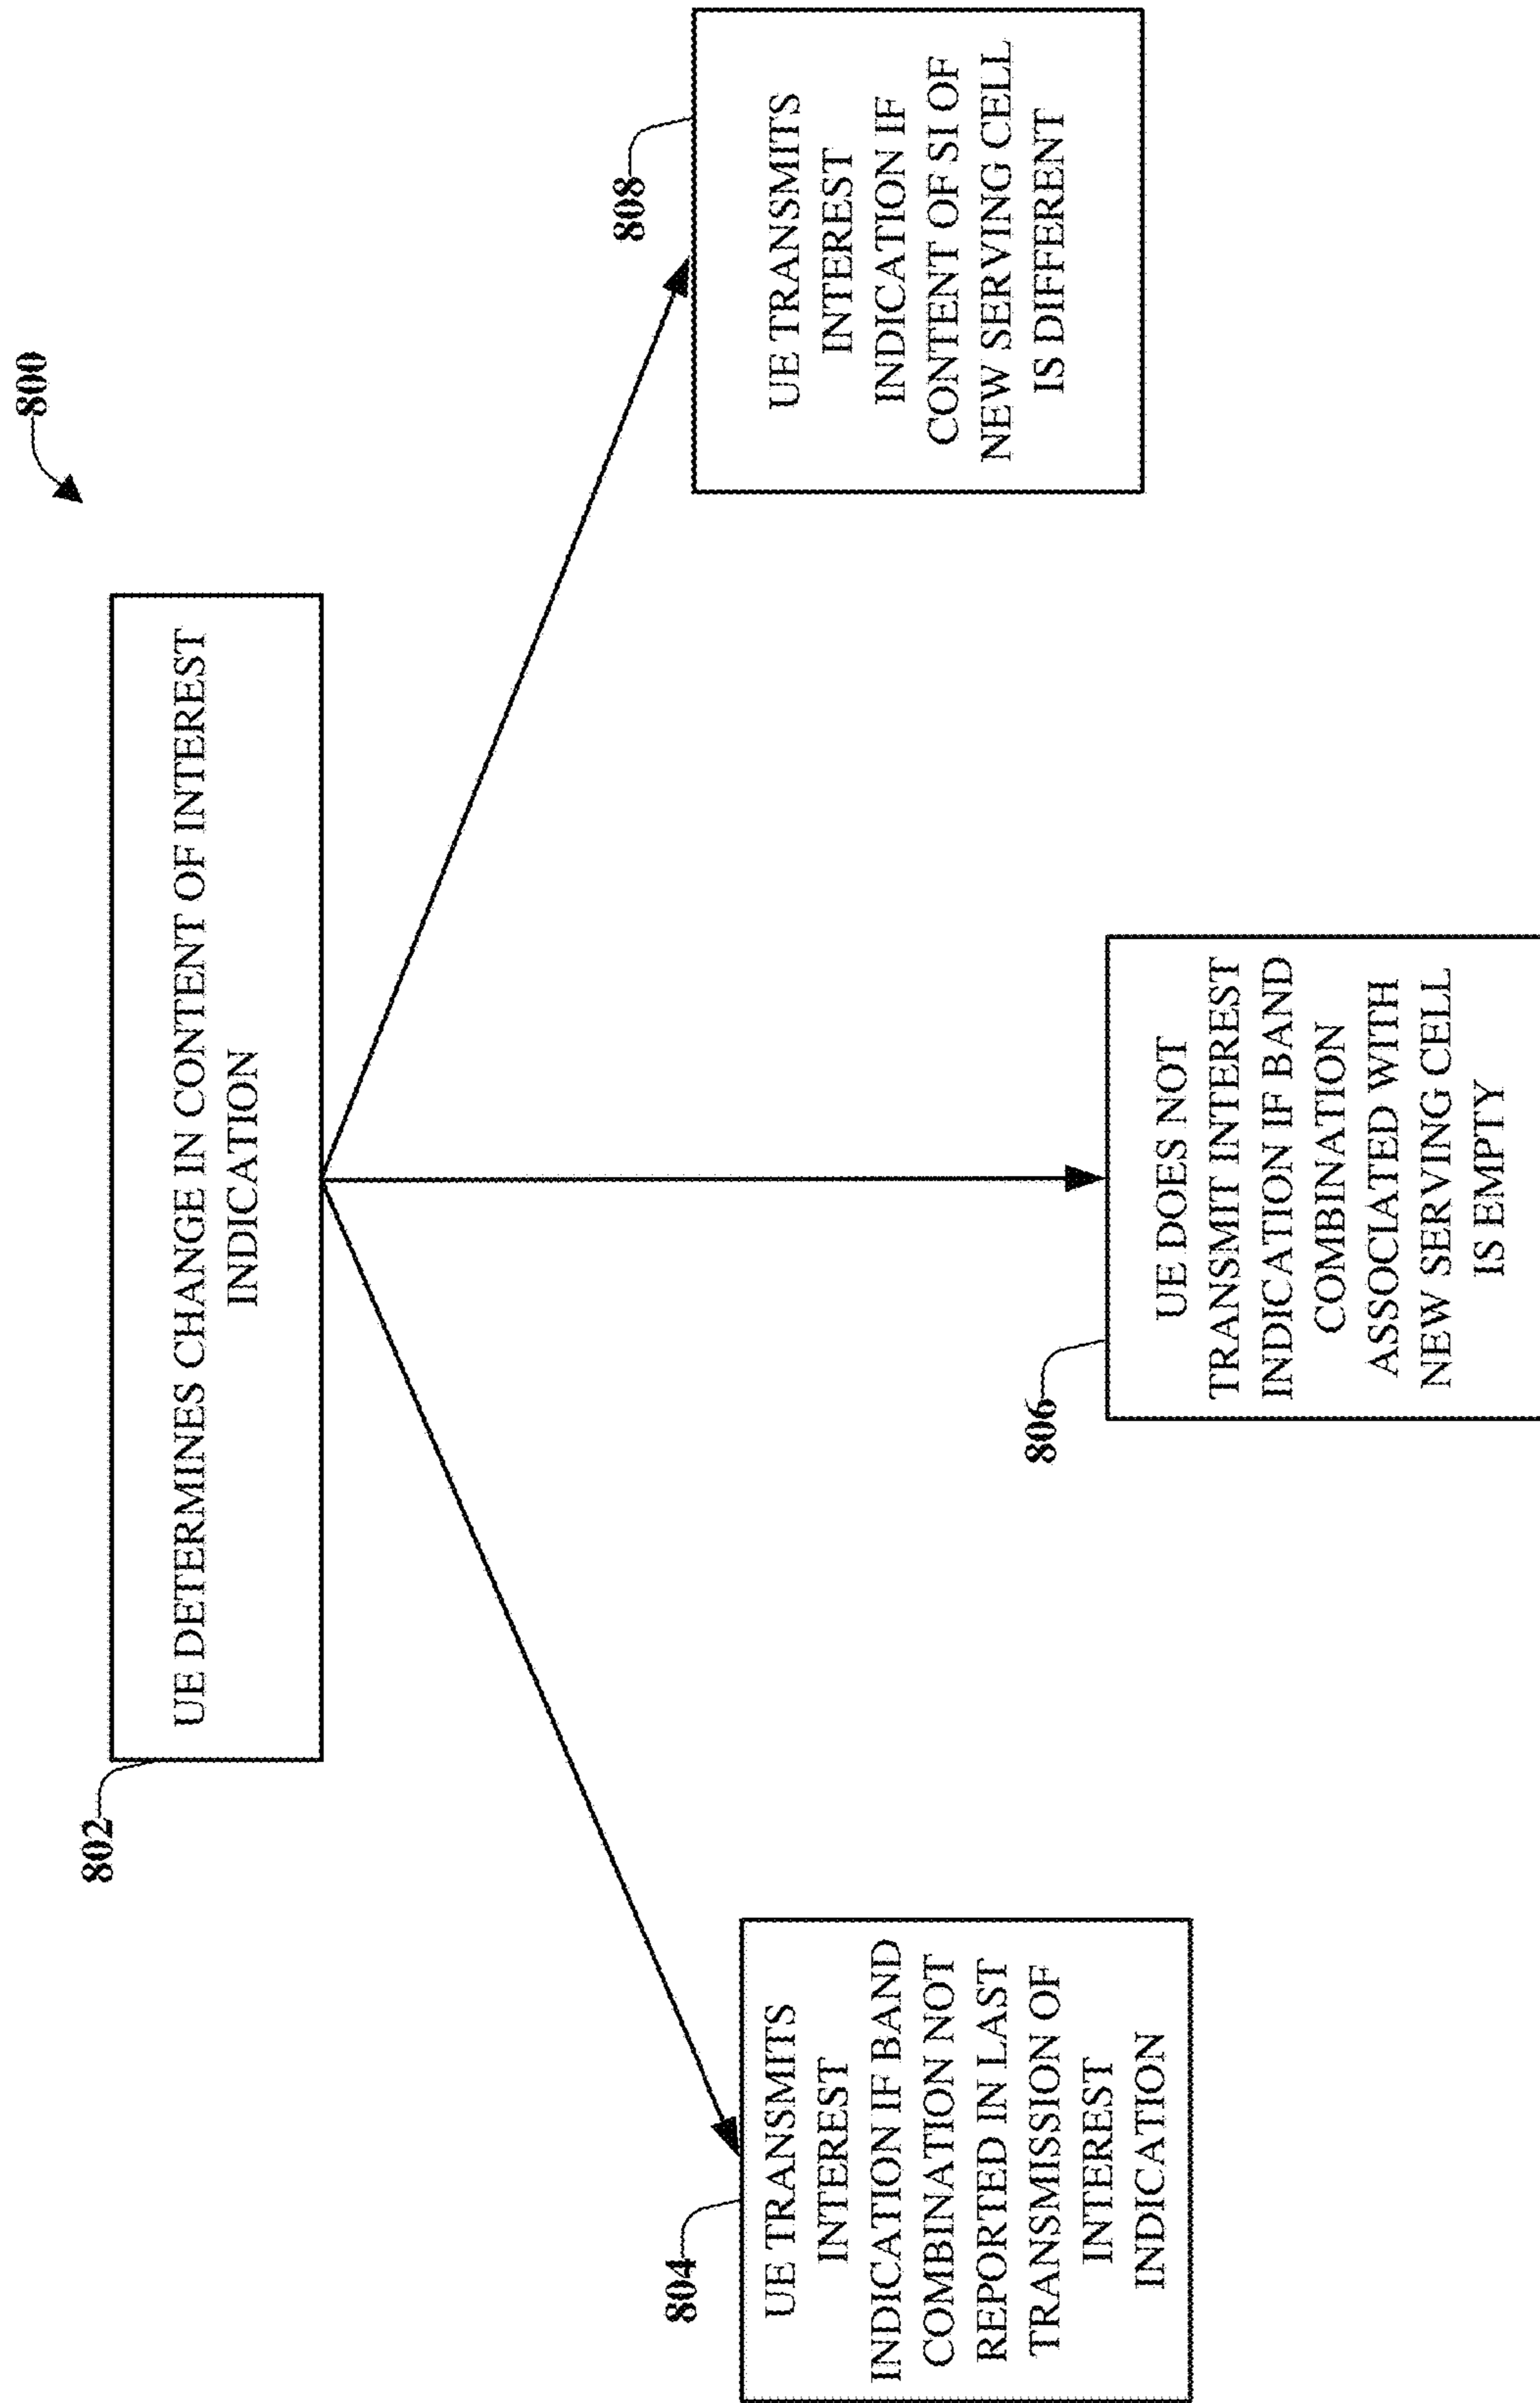 800
802
UE DETERMINES CHANGE IN CONTENT OF INTEREST
INDICATION
804
UE TRANSMITS
INTEREST
INDICATION IF BAND
COMBINATION NOT
REPORTED IN LAST
TRANSMISSION OF
INTEREST
INDICATION
806
UE DOES NOT
TRANSMIT INTEREST
INDICATION IF BAND
COMBINATION
ASSOCIATED WITH
NEW SERVING CELL
IS EMPTY
808
UE TRANSMITS
INTEREST
INDICATION IF
CONTENT OF SI OF
NEW SERVING CELL
IS DIFFERENT